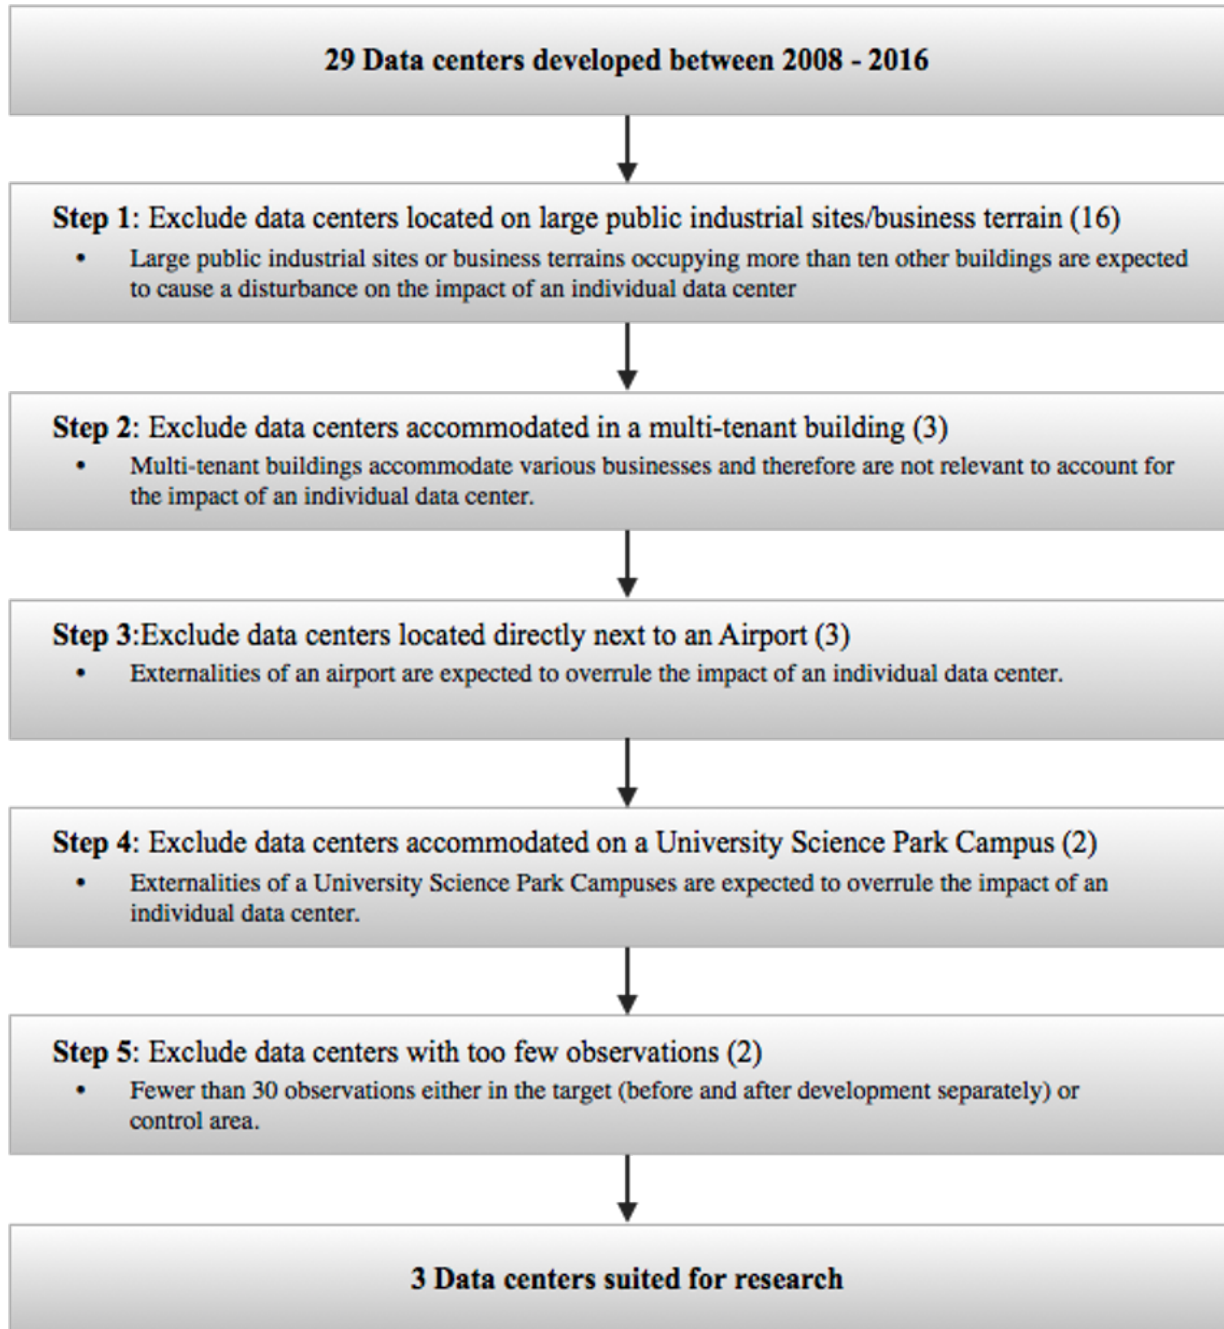 29 Data centers developed between 2008 - 2016
Step 1: Exclude data centers located on large public industrial sites/business terrain (16)
• Large public industrial sites or business terrains occupying more than ten other buildings are expected
to cause a disturbance on the impact of an individual data center
Step 2: Exclude data centers accommodated in a multi-tenant building (3)
• Multi-tenant buildings accommodate various businesses and therefore are not relevant to account for
the impact of an individual data center.
Step 3:Exclude data centers located directly next to an Airport (3)
• Externalities of an airport are expected to overrule the impact of an individual data center.
Step 4: Exclude data centers accommodated on a University Science Park Campus (2)
• Externalities of a University Science Park Campuses are expected to overrule the impact of an
individual data center.
Step 5: Exclude data centers with too few observations (2)
• Fewer than 30 observations either in the target (before and after development separately) or
control area.
3 Data centers suited for research